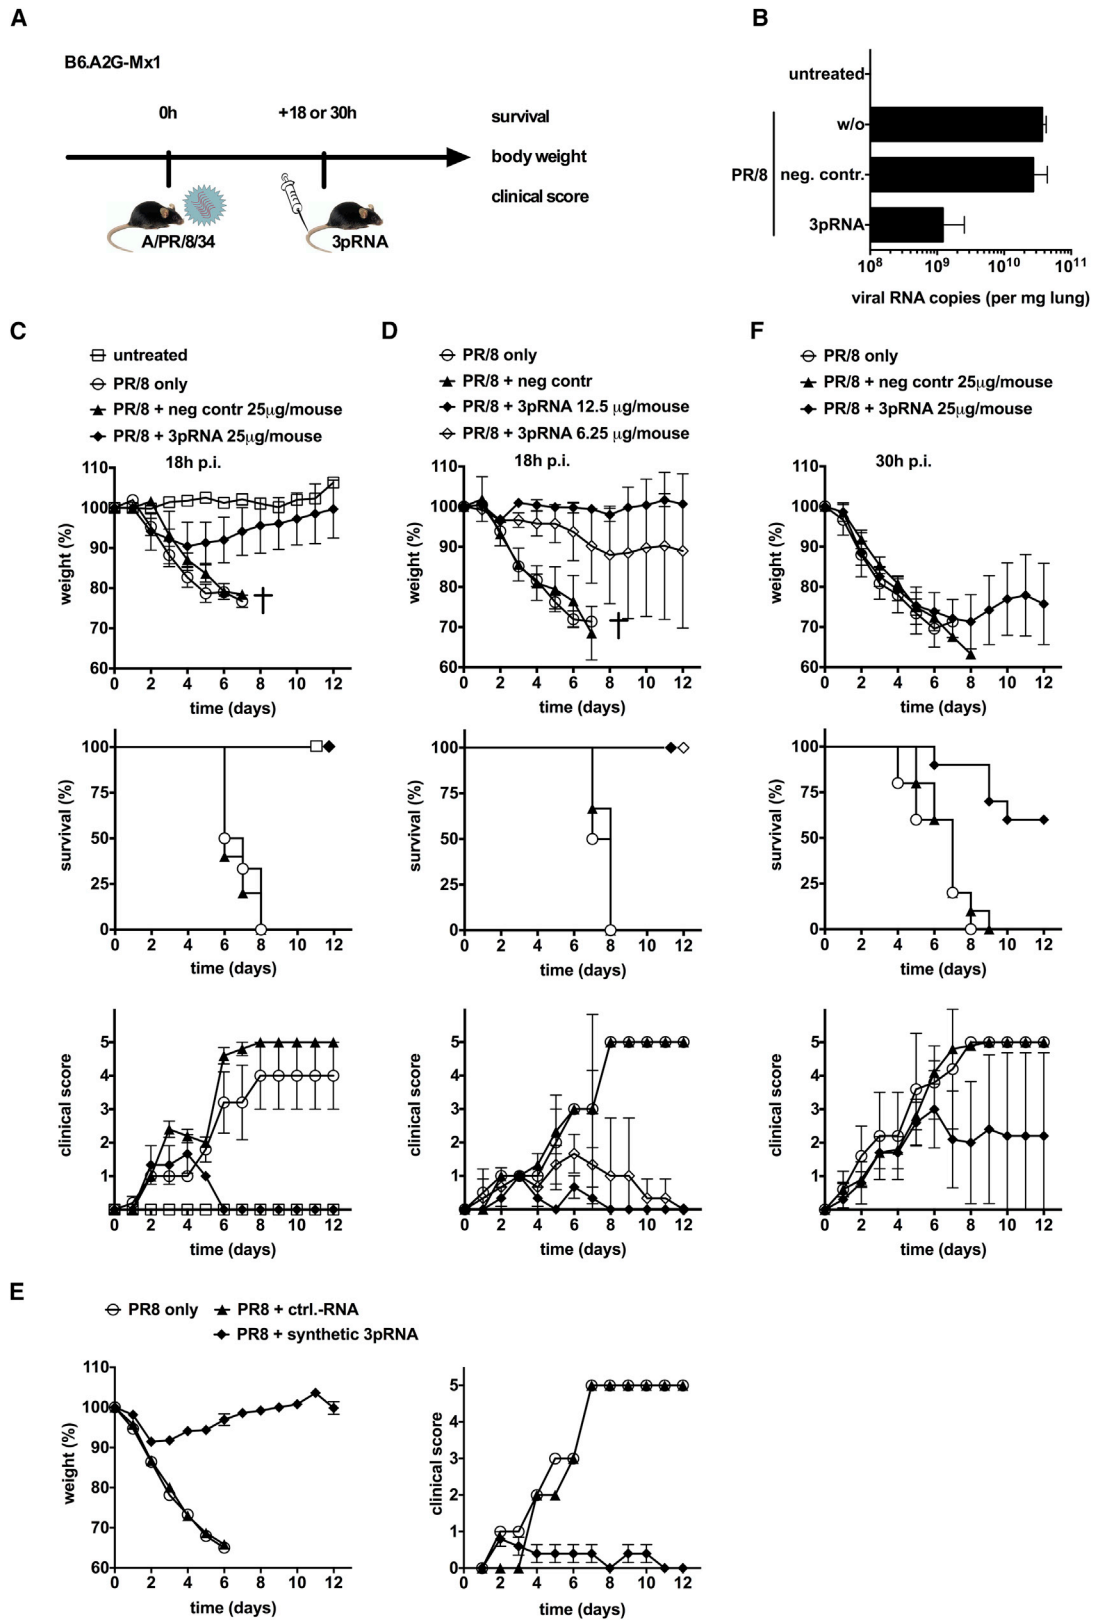 A
B6.A2G-Mx1
0h
+18 or 30h
survival
body weight
clinical score
A/PR/8/34
3pRNA
B
untreated
w/o
PR/8
neg. contr.
3pRNA
10⁸ 10⁹ 10¹⁰ 10¹¹
viral RNA copies (per mg lung)
C
untreated
PR/8 only
PR/8 + neg contr 25μg/mouse
PR/8 + 3pRNA 25μg/mouse
18h p.i.
110
100
90
80
70
60
weight (%)
0 2 4 6 8 10 12
time (days)
100
75
50
25
0
survival (%)
0 2 4 6 8 10 12
time (days)
5
4
3
2
1
clinical score
0 2 4 6 8 10 12
time (days)
D
PR/8 only
PR/8 + neg contr
PR/8 + 3pRNA 12.5 μg/mouse
PR/8 + 3pRNA 6.25 μg/mouse
18h p.i.
110
100
90
80
70
60
weight (%)
0 2 4 6 8 10 12
time (days)
100
75
50
25
0
survival (%)
0 2 4 6 8 10 12
time (days)
5
4
3
2
1
clinical score
0 2 4 6 8 10 12
time (days)
F
PR/8 only
PR/8 + neg contr 25μg/mouse
PR/8 + 3pRNA 25μg/mouse
30h p.i.
110
100
90
80
70
60
weight (%)
0 2 4 6 8 10 12
time (days)
100
75
50
25
0
survival (%)
0 2 4 6 8 10 12
time (days)
5
4
3
2
1
clinical score
0 2 4 6 8 10 12
time (days)
E
PR8 only
PR8 + ctrl.-RNA
PR8 + synthetic 3pRNA
110
100
90
80
70
60
weight (%)
0 2 4 6 8 10 12
time (days)
5
4
3
2
1
0
clinical score
0 2 4 6 8 10 12
time (days)